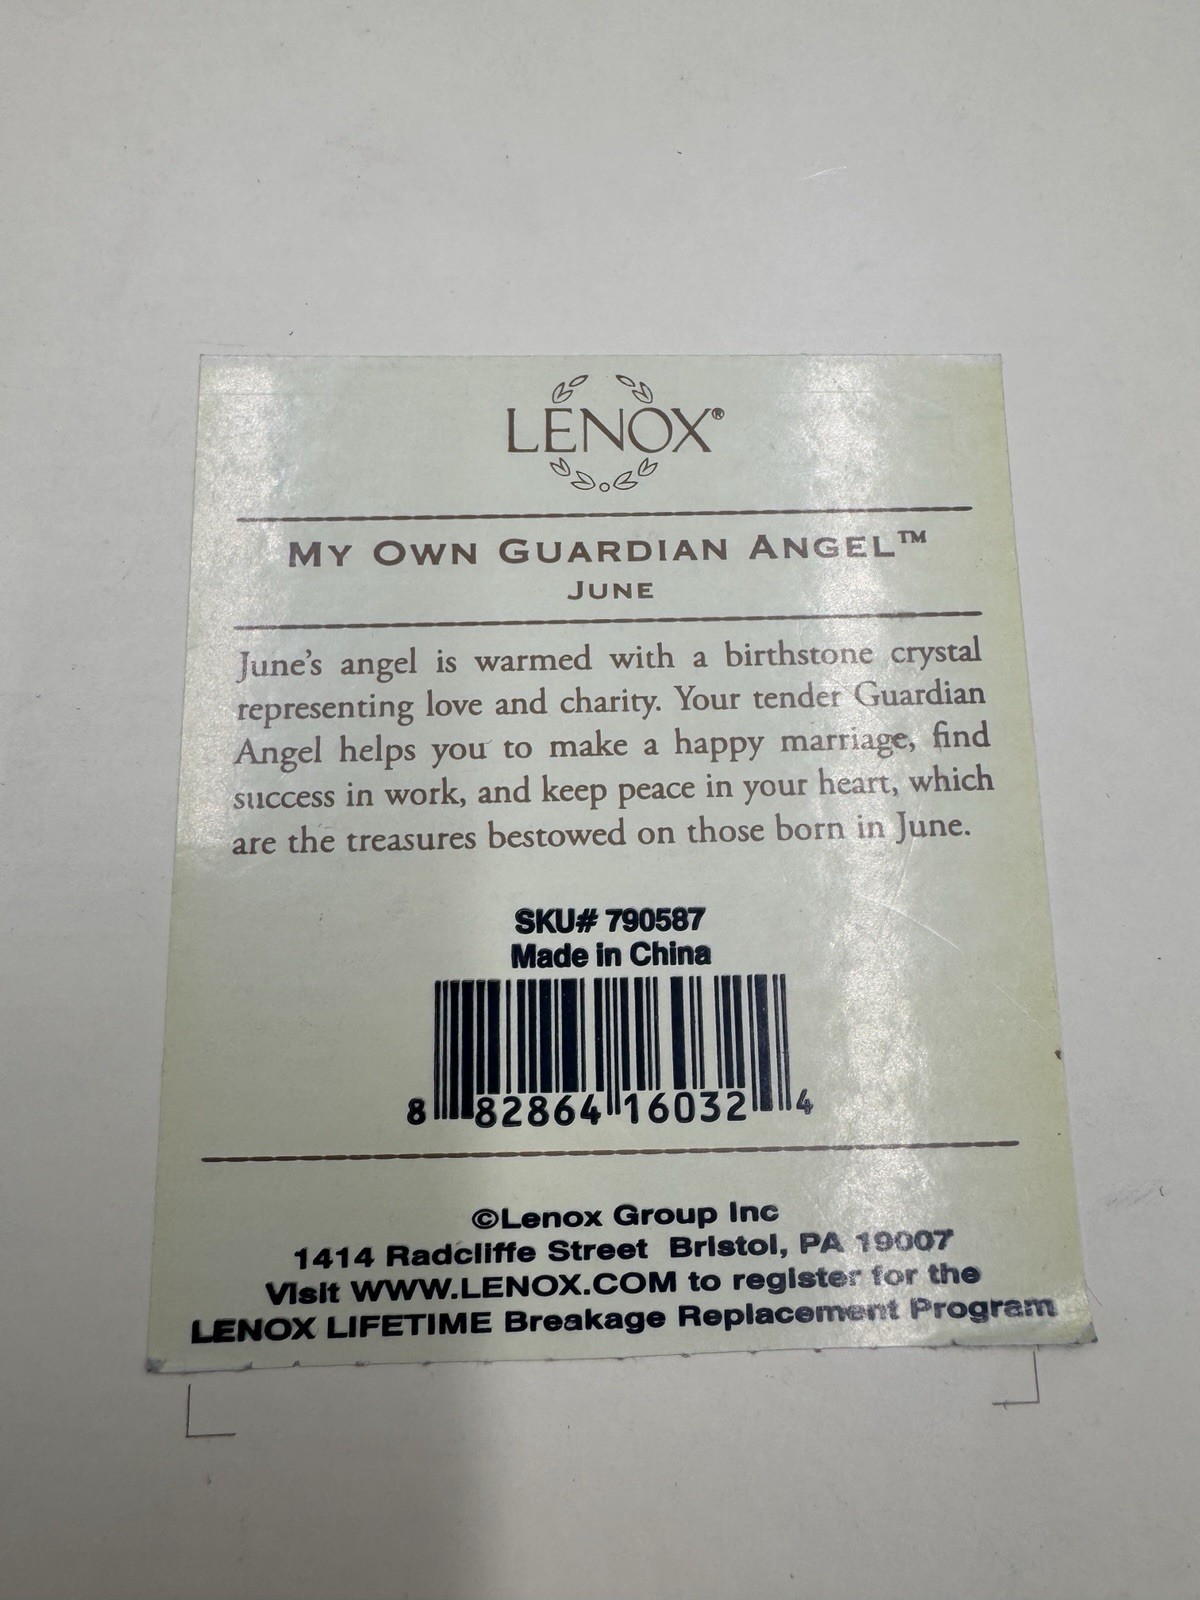 LENOX®
MY OWN GUARDIAN ANGEL™
JUNE
June's angel is warmed with a birthstone crystal
representing love and charity. Your tender Guardian
Angel helps you to make a happy marriage, find
success in work, and keep peace in your heart, which
are the treasures bestowed on those born in June.
SKU# 790587
Made in China
8 82864 16032 4
©Lenox Group Inc
1414 Radcliffe Street Bristol, PA 19007
Visit WWW.LENOX.COM to register for the
LENOX LIFETIME Breakage Replacement Program